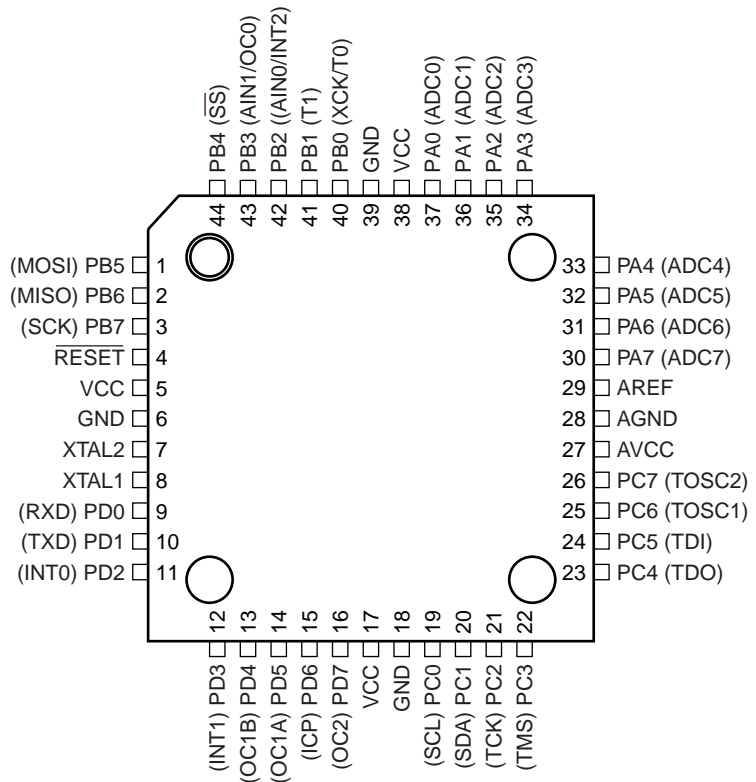 PB4 (SS)
PB3 (AIN1/OC0)
PB2 ((AIN0/INT2)
PB1 (T1)
PB0 (XCK/T0)
GND
VCC
PA0 (ADC0)
PA1 (ADC1)
PA2 (ADC2)
PA3 (ADC3)
44
43
42
41
40
39
38
37
36
35
34
(MOSI) PB5 1
(MISO) PB6 2
(SCK) PB7 3
RESET 4
VCC 5
GND 6
XTAL2 7
XTAL1 8
(RXD) PD0 9
(TXD) PD1 10
(INT0) PD2 11
33 PA4 (ADC4)
32 PA5 (ADC5)
31 PA6 (ADC6)
30 PA7 (ADC7)
29 AREF
28 AGND
27 AVCC
26 PC7 (TOSC2)
25 PC6 (TOSC1)
24 PC5 (TDI)
23 PC4 (TDO)
12
13
14
15
16
17
18
19
20
21
22
(INT1) PD3
(OC1B) PD4
(OC1A) PD5
(ICP) PD6
(OC2) PD7
VCC
GND
(SCL) PC0
(SDA) PC1
(TCK) PC2
(TMS) PC3